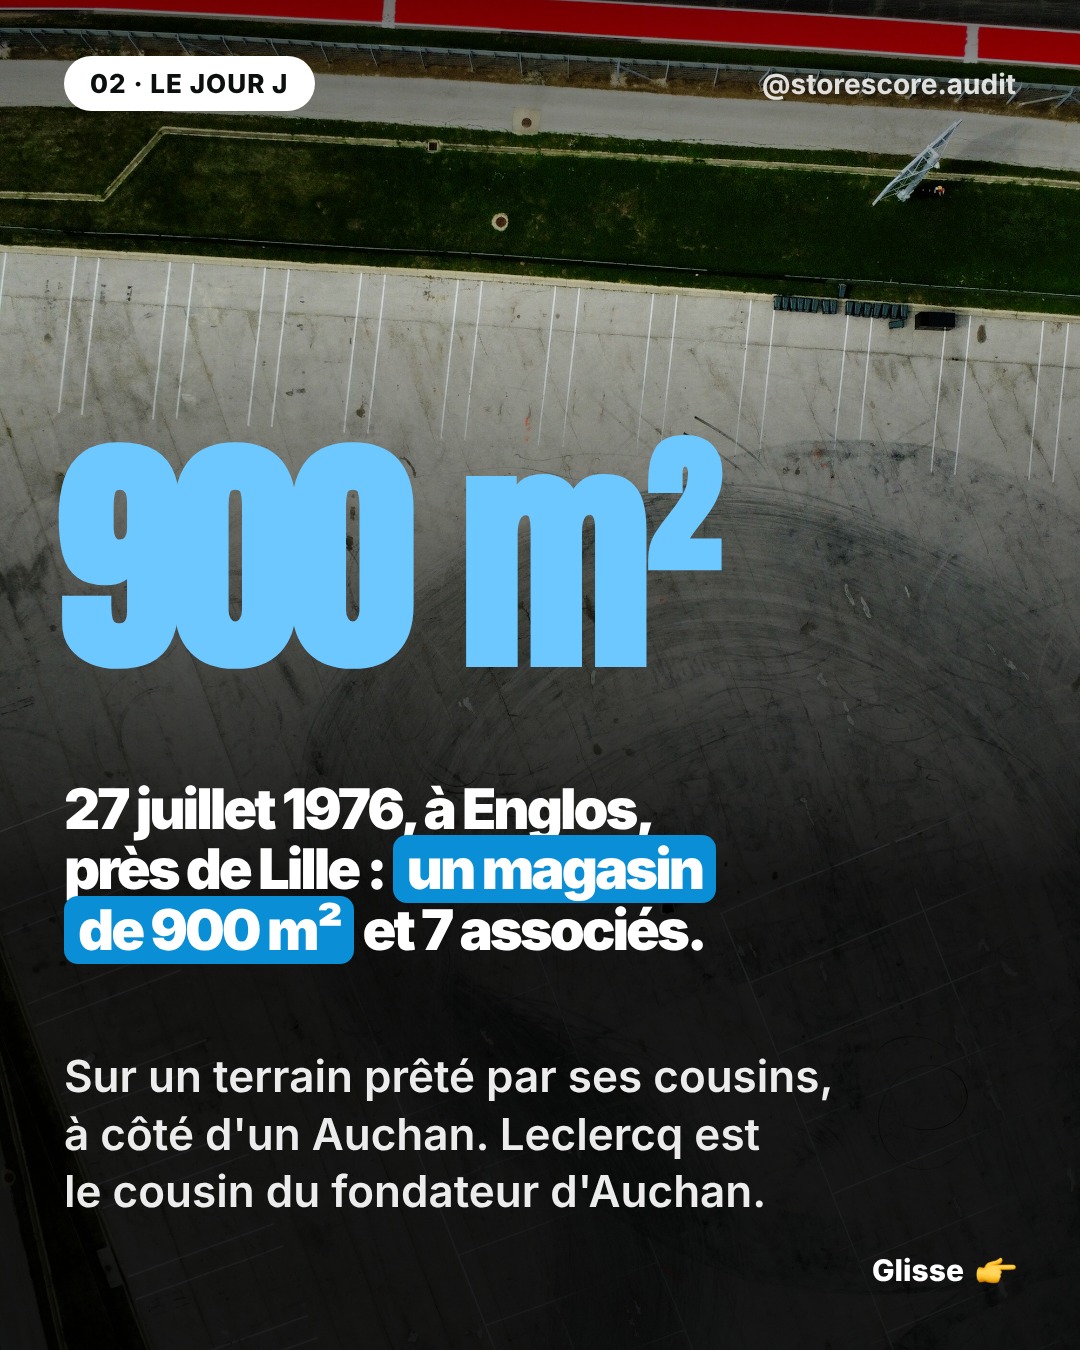 02 · LE JOUR J
@storescore.audit
900 m²
27 juillet 1976, à Englos,
près de Lille : un magasin
de 900 m² et 7 associés.
Sur un terrain prêté par ses cousins,
à côté d'un Auchan. Leclercq est
le cousin du fondateur d'Auchan.
Glisse 👉